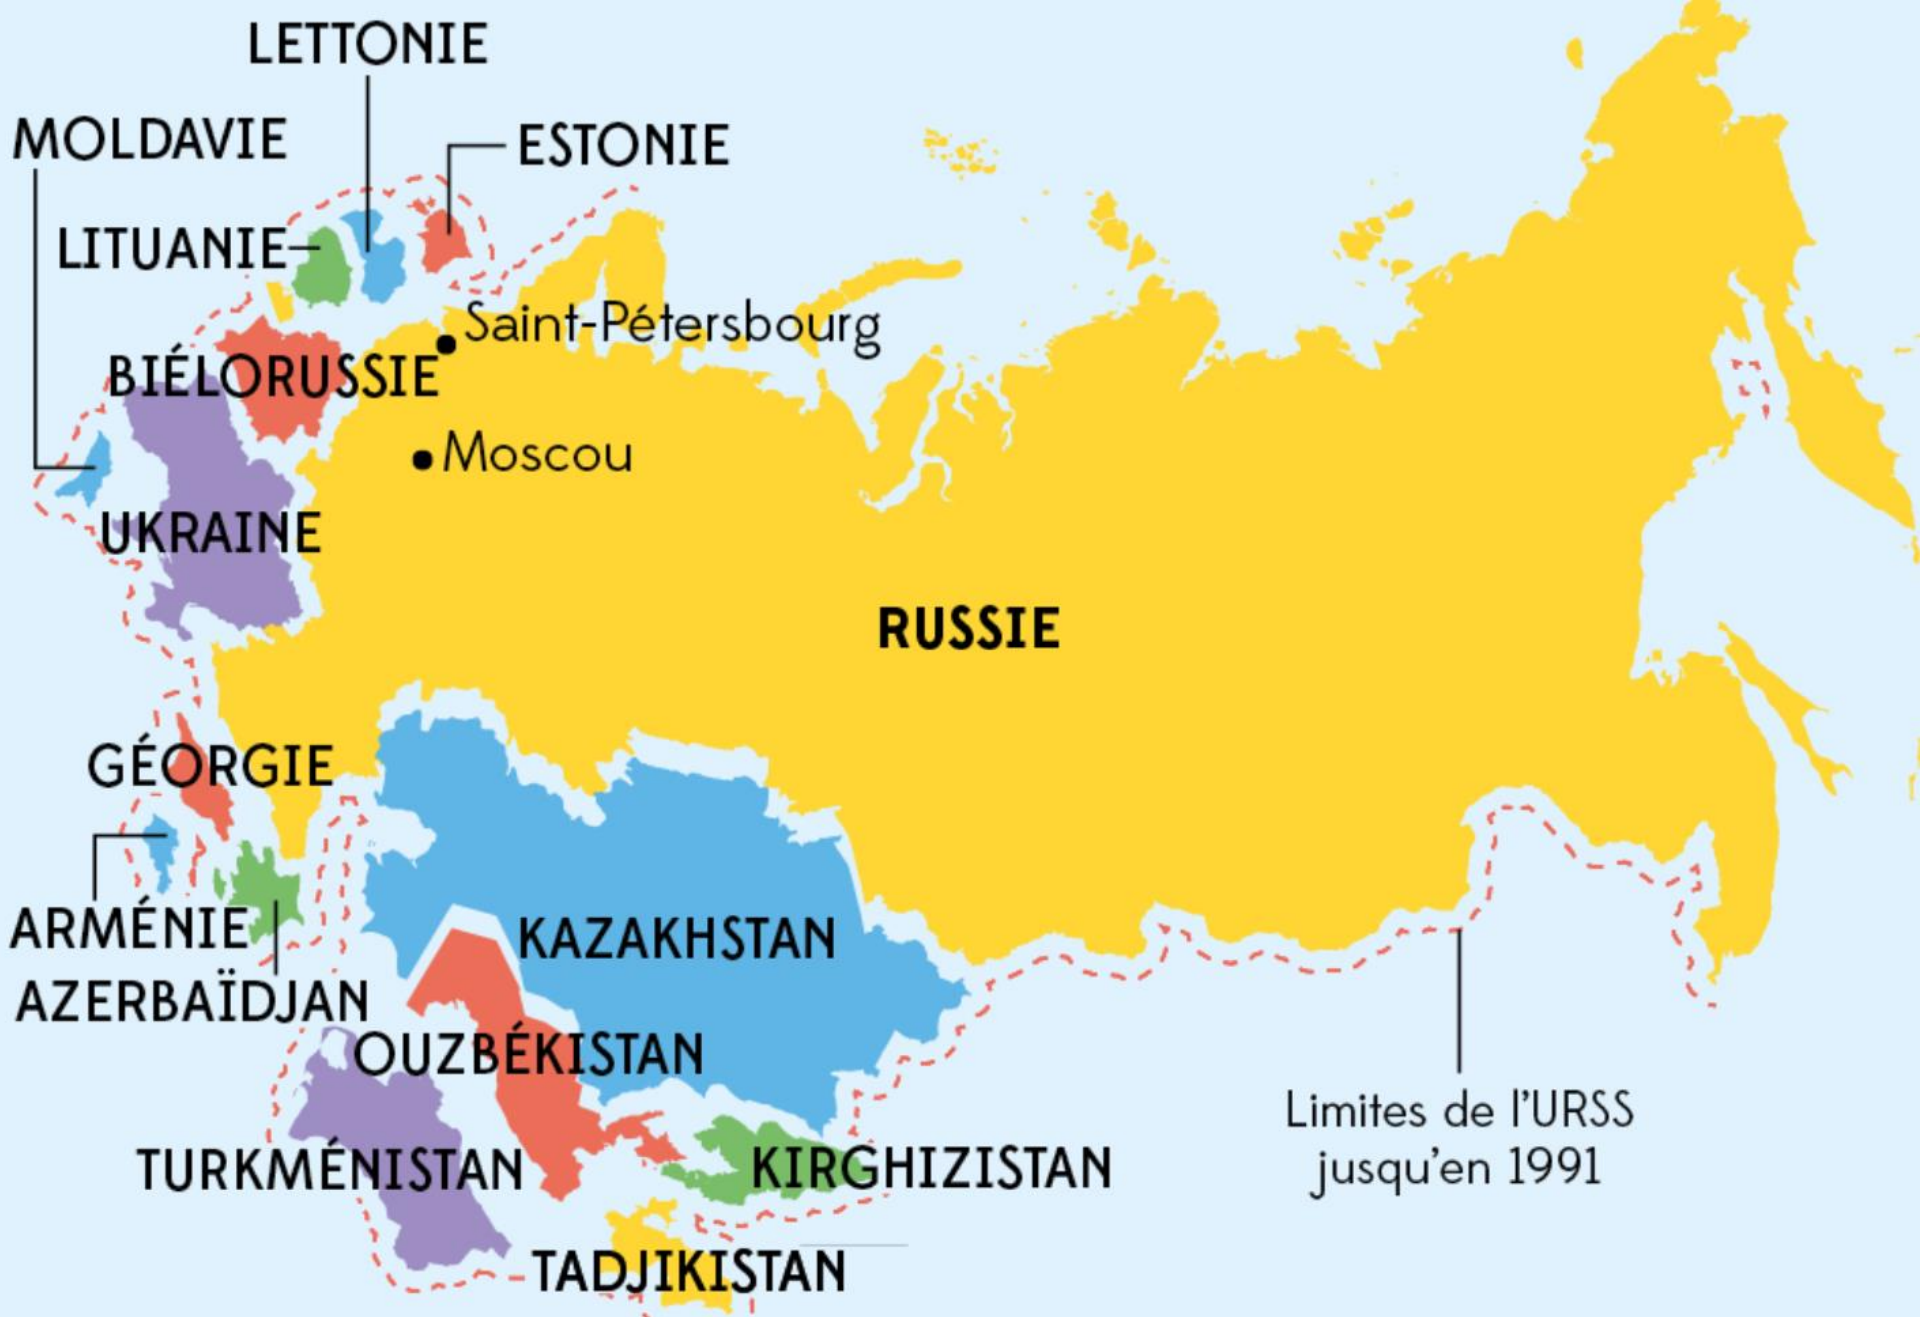 LETTONIE
MOLDAVIE
ESTONIE
LITUANIE
Saint-Pétersbourg
BIÉLORUSSIE
Moscou
UKRAINE
RUSSIE
GÉORGIE
ARMÉNIE
KAZAKHSTAN
AZERBAÏDJAN
OUZBÉKISTAN
Limites de l'URSS
jusqu'en 1991
TURKMÉNISTAN
KIRGHIZISTAN
TADJIKISTAN